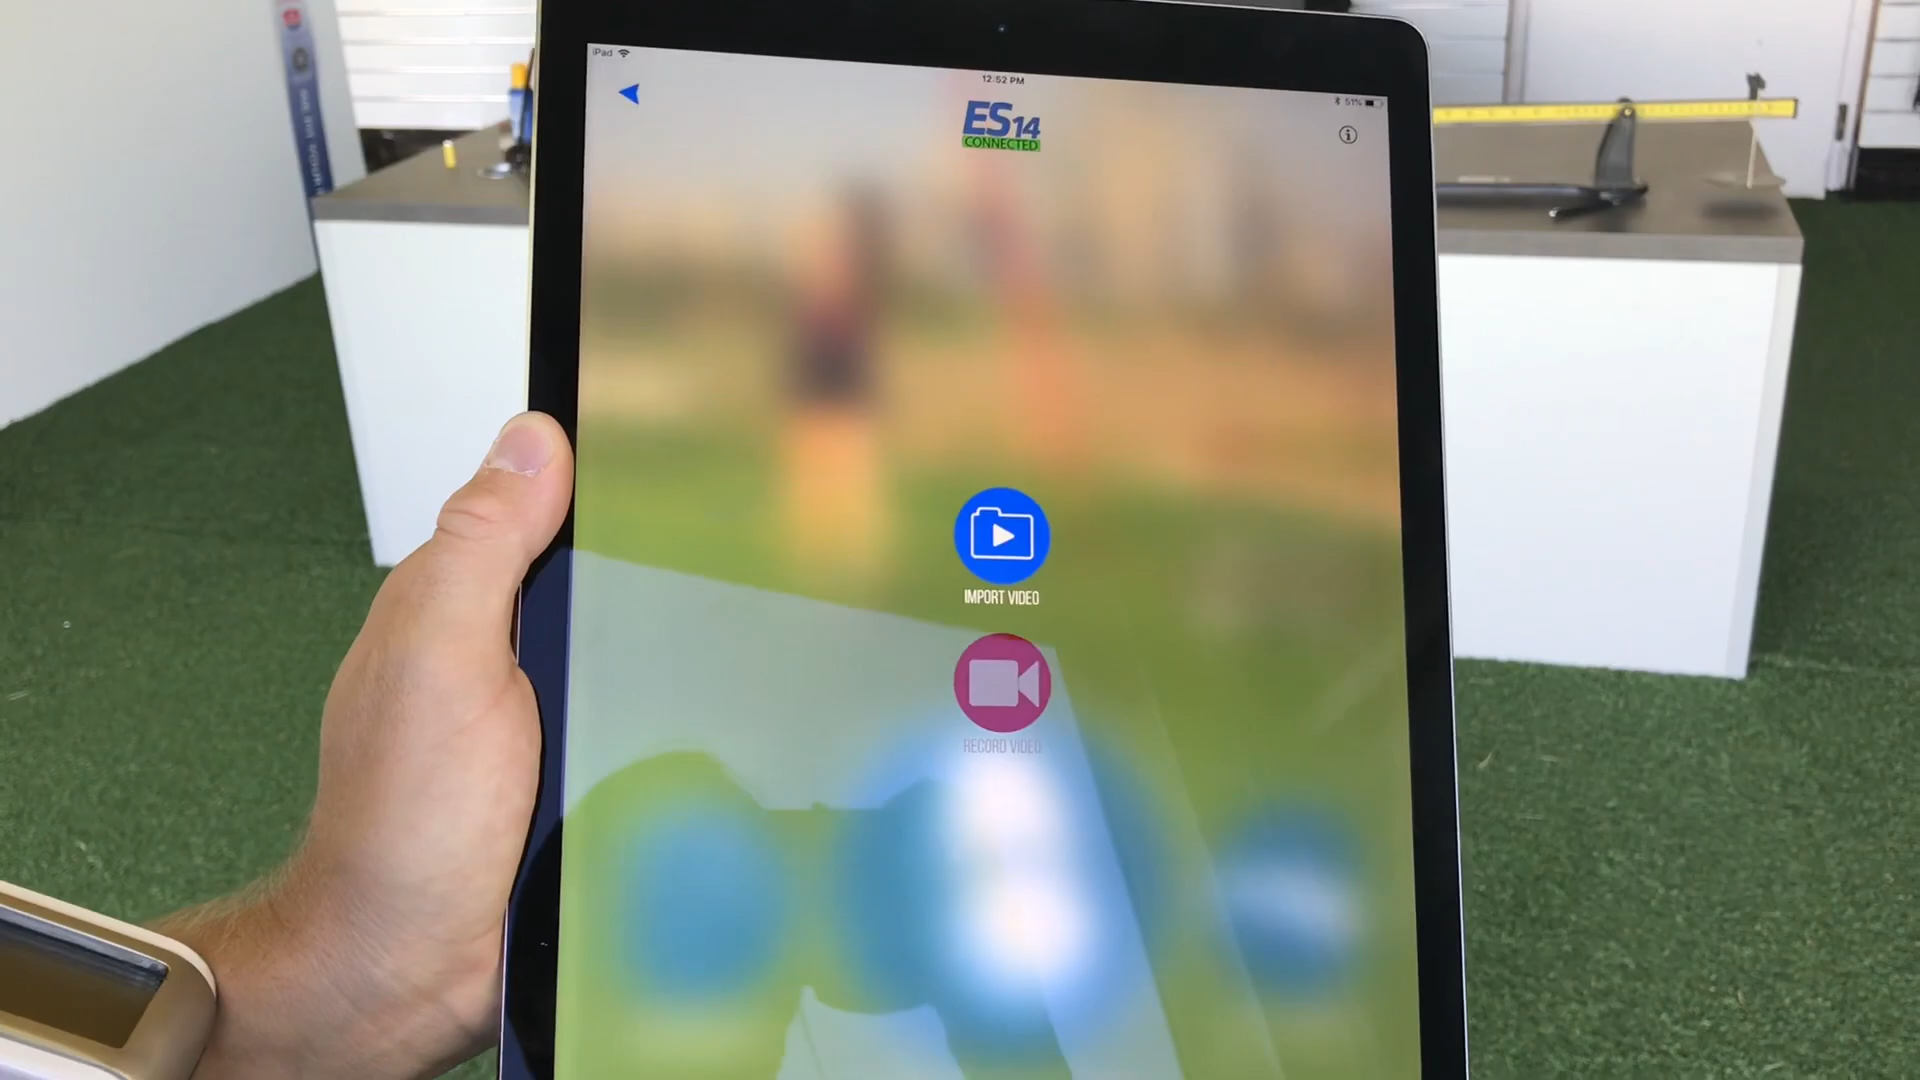 iPad
12:52 PM
51%
ES14
CONNECTED
IMPORT VIDEO
RECORD VIDEO